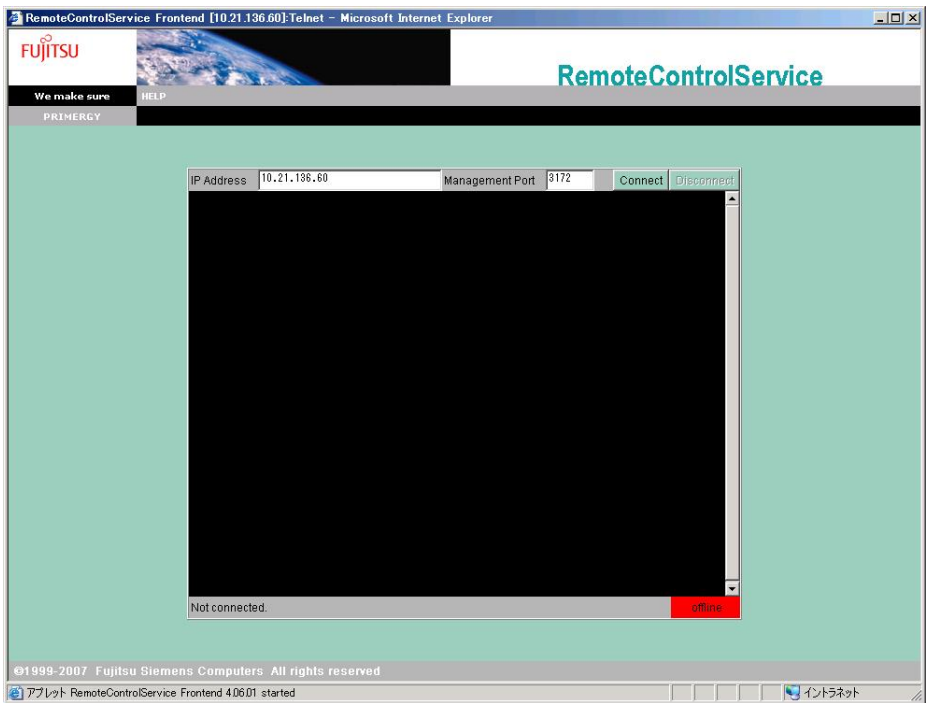 RemoteControlService Frontend [10.21.136.60]:Telnet - Microsoft Internet Explorer
FUJITSU
RemoteControlService
We make sure
HELP
PRIMERGY
IP Address 10.21.136.60 Management Port 3172 Connect Disconnect
Not connected. offline
©1999-2007 Fujitsu Siemens Computers All rights reserved
アプレット RemoteControlService Frontend 4.06.01 started イントラネット